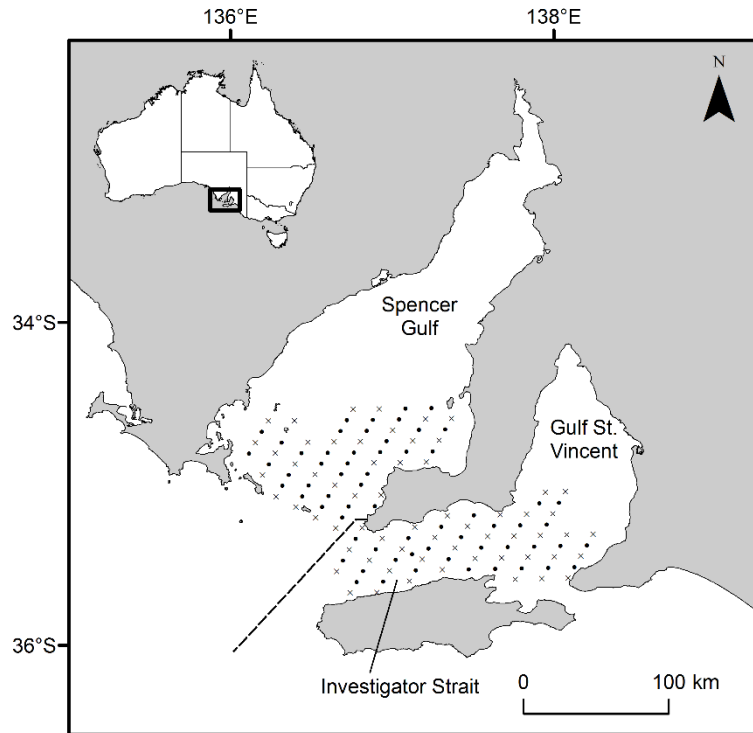 136°E
138°E
N
34°S
Spencer
Gulf
Gulf St.
Vincent
36°S
Investigator Strait
0
100 km